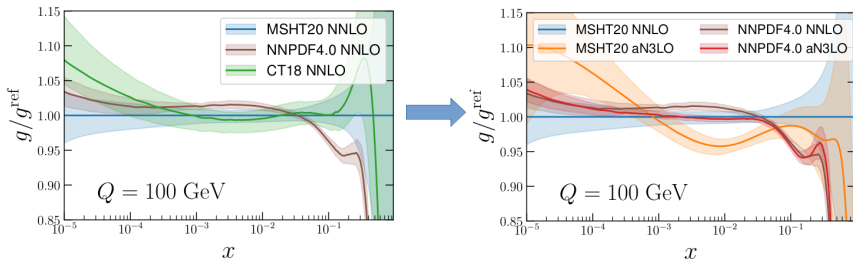 1.15
1.10
1.05
1.00
0.95
0.90
0.85
g/g^ref
MSHT20 NNLO
NNPDF4.0 NNLO
CT18 NNLO
Q = 100 GeV
10^-5
10^-4
10^-3
10^-2
10^-1
x
1.15
1.10
1.05
1.00
0.95
0.90
0.85
g/g^ref
MSHT20 NNLO
MSHT20 aN3LO
NNPDF4.0 NNLO
NNPDF4.0 aN3LO
Q = 100 GeV
10^-5
10^-4
10^-3
10^-2
10^-1
x